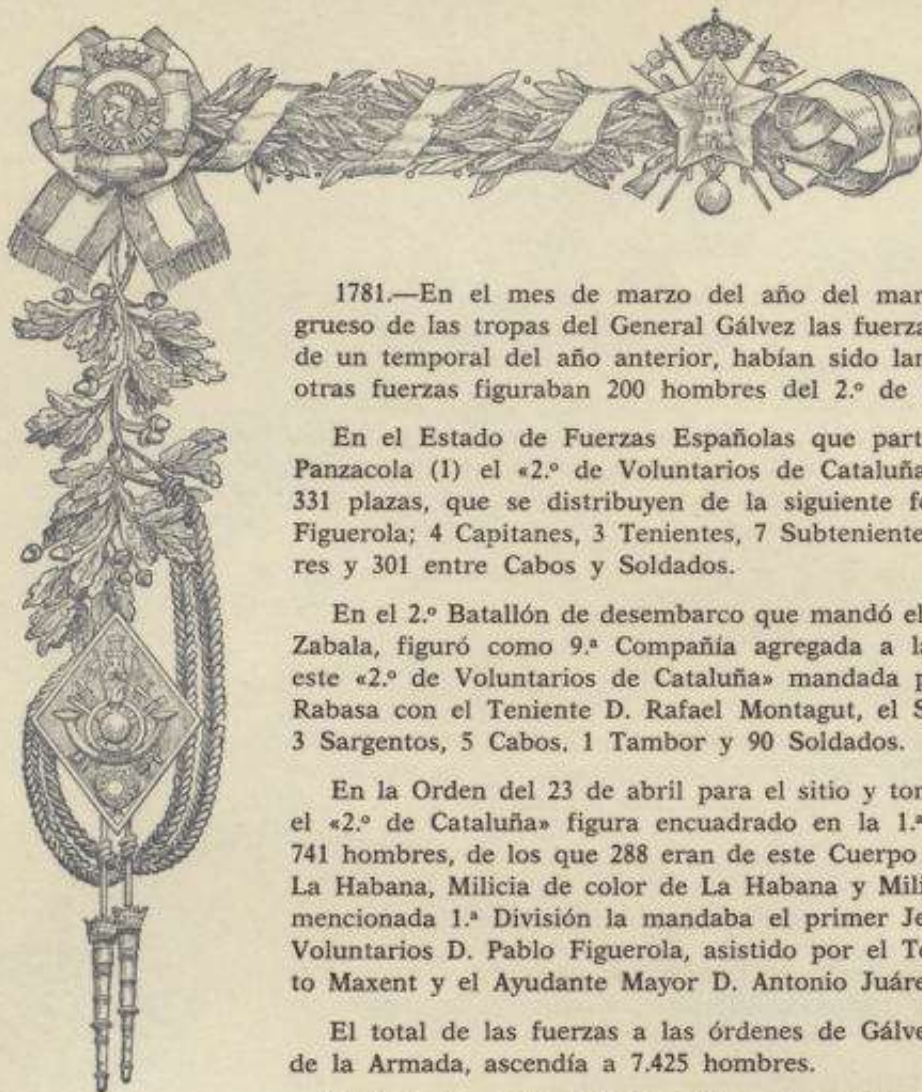 1781.—En el mes de marzo del año del mar
grueso de las tropas del General Gálvez las fuerza
de un temporal del año anterior, habían sido lan
otras fuerzas figuraban 200 hombres del 2.º de
En el Estado de Fuerzas Españolas que part
Panzacola (1) el «2.º de Voluntarios de Cataluña
331 plazas, que se distribuyen de la siguiente fo
Figuerola; 4 Capitanes, 3 Tenientes, 7 Subteniente
res y 301 entre Cabos y Soldados.
En el 2.º Batallón de desembarco que mandó el
Zabala, figuró como 9.ª Compañía agregada a la
este «2.º de Voluntarios de Cataluña» mandada p
Rabasa con el Teniente D. Rafael Montagut, el S
3 Sargentos, 5 Cabos, 1 Tambor y 90 Soldados.
En la Orden del 23 de abril para el sitio y tom
el «2.º de Cataluña» figura encuadrado en la 1.ª
741 hombres, de los que 288 eran de este Cuerpo
La Habana, Milicia de color de La Habana y Mili
mencionada 1.ª División la mandaba el primer Je
Voluntarios D. Pablo Figuerola, asistido por el Te
to Maxent y el Ayudante Mayor D. Antonio Juáre
El total de las fuerzas a las órdenes de Gálve
de la Armada, ascendía a 7.425 hombres.